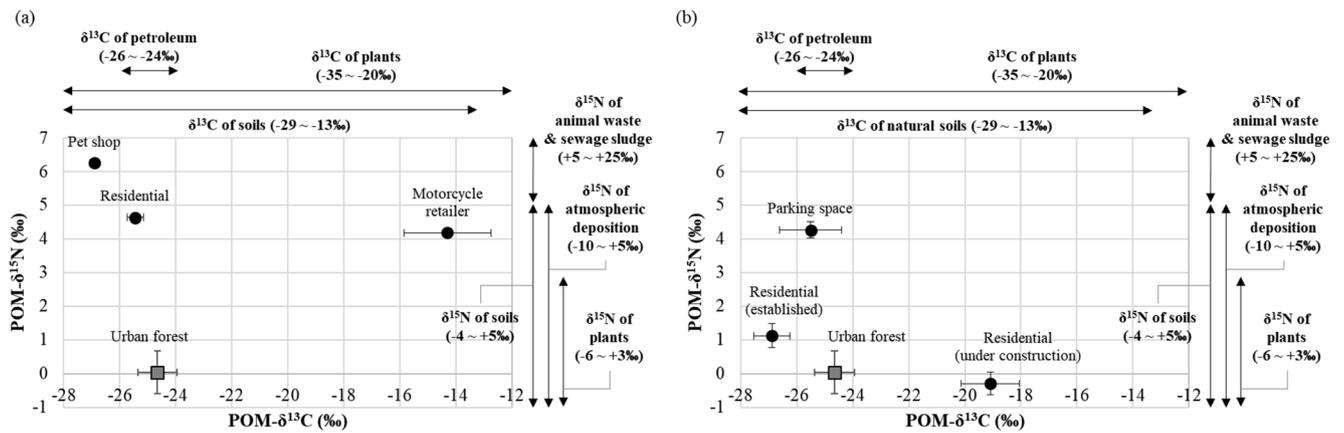 (a)
δ¹³C of petroleum
(-26 ~ -24‰)
δ¹³C of plants
(-35 ~ -20‰)
δ¹³C of soils (-29 ~ -13‰)
δ¹⁵N of
animal waste
& sewage sludge
(+5 ~ +25‰)
δ¹⁵N of
atmospheric
deposition
(-10 ~ +5‰)
δ¹⁵N of soils
(-4 ~ +5‰)
δ¹⁵N of
plants
(-6 ~ +3‰)
7
6
5
4
3
2
1
0
-1
POM-δ¹⁵N (‰)
Pet shop
Residential
Motorcycle
retailer
Urban forest
-28 -26 -24 -22 -20 -18 -16 -14 -12
POM-δ¹³C (‰)
(b)
δ¹³C of petroleum
(-26 ~ -24‰)
δ¹³C of plants
(-35 ~ -20‰)
δ¹³C of natural soils (-29 ~ -13‰)
δ¹⁵N of
animal waste
& sewage sludge
(+5 ~ +25‰)
δ¹⁵N of
atmospheric
deposition
(-10 ~ +5‰)
δ¹⁵N of soils
(-4 ~ +5‰)
δ¹⁵N of
plants
(-6 ~ +3‰)
7
6
5
4
3
2
1
0
-1
POM-δ¹⁵N (‰)
Parking space
Residential
(established)
Urban forest
Residential
(under construction)
-28 -26 -24 -22 -20 -18 -16 -14 -12
POM-δ¹³C (‰)